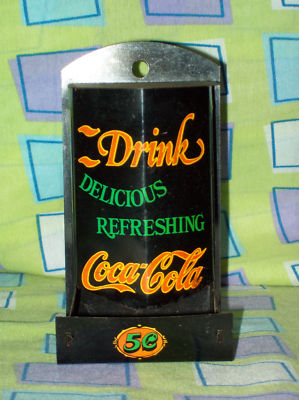 Drink
DELICIOUS
REFRESHING
Coca-Cola
5¢